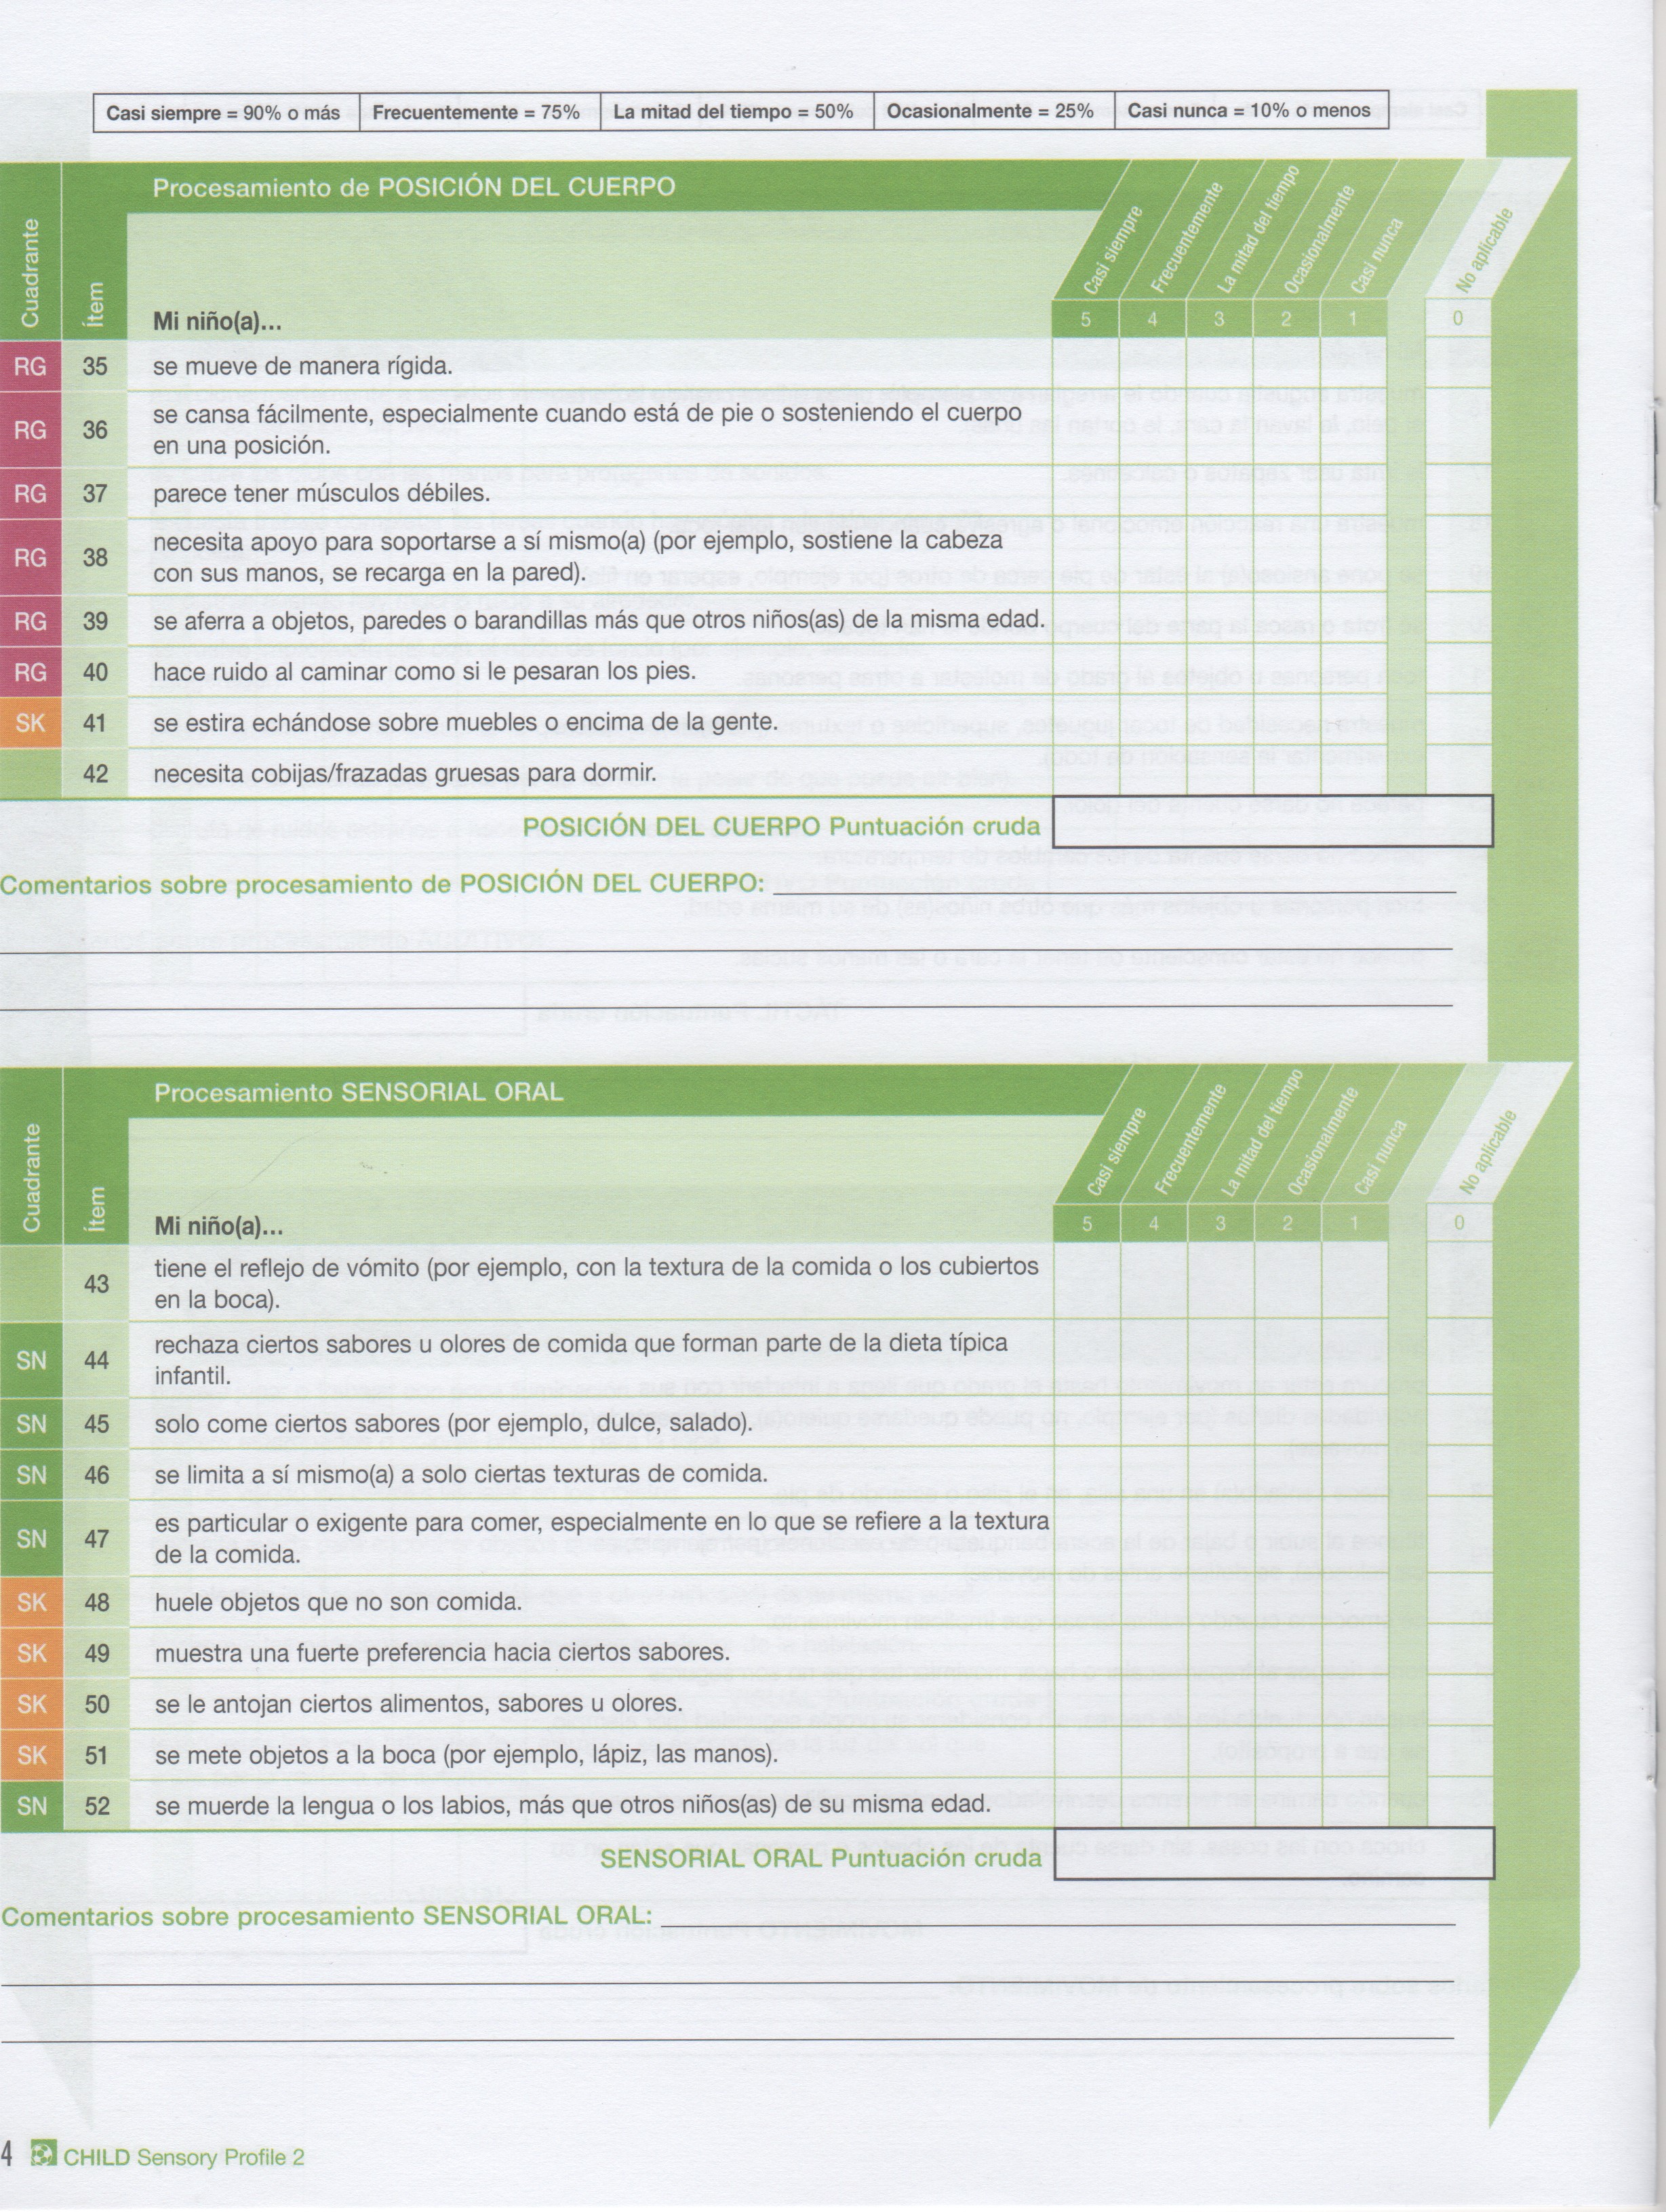 Casi siempre = 90% o más Frecuentemente = 75% La mitad del tiempo = 50% Ocasionalmente = 25% Casi nunca = 10% o menos
Procesamiento de POSICIÓN DEL CUERPO
Cuadrante
Ítem
Mi niño(a)...
Casi siempre
Frecuentemente
La mitad del tiempo
Ocasionalmente
Casi nunca
No aplicable
5 4 3 2 1 0
RG 35 se mueve de manera rígida.
RG 36 se cansa fácilmente, especialmente cuando está de pie o sosteniendo el cuerpo
en una posición.
RG 37 parece tener músculos débiles.
RG 38 necesita apoyo para soportarse a sí mismo(a) (por ejemplo, sostiene la cabeza
con sus manos, se recarga en la pared).
RG 39 se aferra a objetos, paredes o barandillas más que otros niños(as) de la misma edad.
RG 40 hace ruido al caminar como si le pesaran los pies.
SK 41 se estira echándose sobre muebles o encima de la gente.
42 necesita cobijas/frazadas gruesas para dormir.
POSICIÓN DEL CUERPO Puntuación cruda
Comentarios sobre procesamiento de POSICIÓN DEL CUERPO:
Procesamiento SENSORIAL ORAL
Cuadrante
Ítem
Mi niño(a)...
Casi siempre
Frecuentemente
La mitad del tiempo
Ocasionalmente
Casi nunca
No aplicable
5 4 3 2 1 0
43 tiene el reflejo de vómito (por ejemplo, con la textura de la comida o los cubiertos
en la boca).
SN 44 rechaza ciertos sabores u olores de comida que forman parte de la dieta típica
infantil.
SN 45 solo come ciertos sabores (por ejemplo, dulce, salado).
SN 46 se limita a sí mismo(a) a solo ciertas texturas de comida.
SN 47 es particular o exigente para comer, especialmente en lo que se refiere a la textura
de la comida.
SK 48 huele objetos que no son comida.
SK 49 muestra una fuerte preferencia hacia ciertos sabores.
SK 50 se le antojan ciertos alimentos, sabores u olores.
SK 51 se mete objetos a la boca (por ejemplo, lápiz, las manos).
SN 52 se muerde la lengua o los labios, más que otros niños(as) de su misma edad.
SENSORIAL ORAL Puntuación cruda
Comentarios sobre procesamiento SENSORIAL ORAL:
4 CHILD Sensory Profile 2